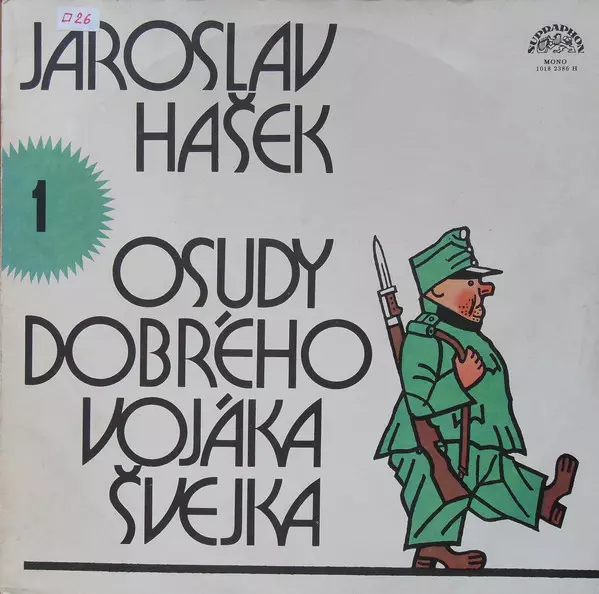 □26
JAROSLAV
HAŠEK
SUPRAPHON
MONO
1018 2386 H
1
OSUDY
DOBRÉHO
VOJÁKA
ŠVEJKA